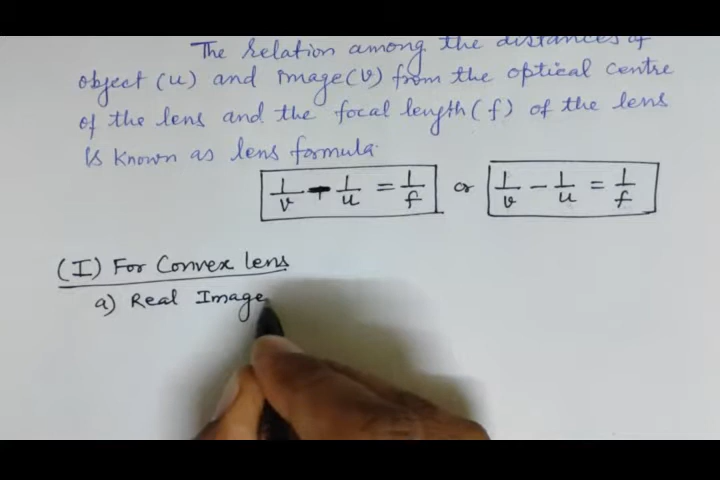 The relation among the distances of
object (u) and image (v) from the optical centre
of the lens and the focal length (f) of the lens
is known as lens formula.
1/v - 1/u = 1/f or 1/v - 1/u = 1/f
(I) For Convex lens
a) Real Image